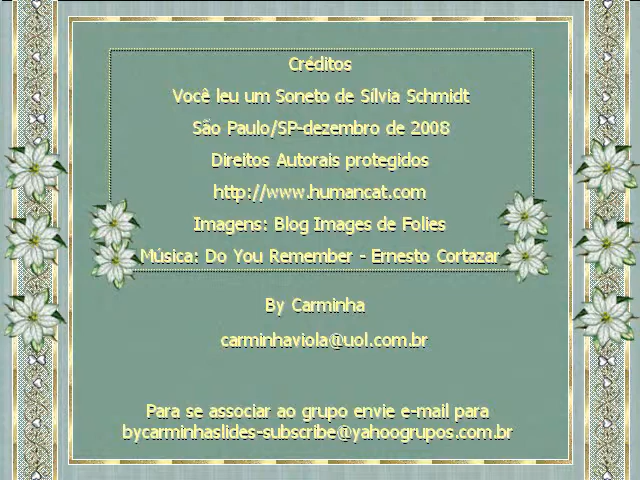 Créditos
Você leu um Soneto de Sílvia Schmidt
São Paulo/SP-dezembro de 2008
Direitos Autorais protegidos
http://www.humancat.com
Imagens: Blog Images de Folies
Música: Do You Remember - Ernesto Cortazar
By Carminha
carminhaviola@uol.com.br
Para se associar ao grupo envie e-mail para
bycarminhaslides-subscribe@yahoogrupos.com.br